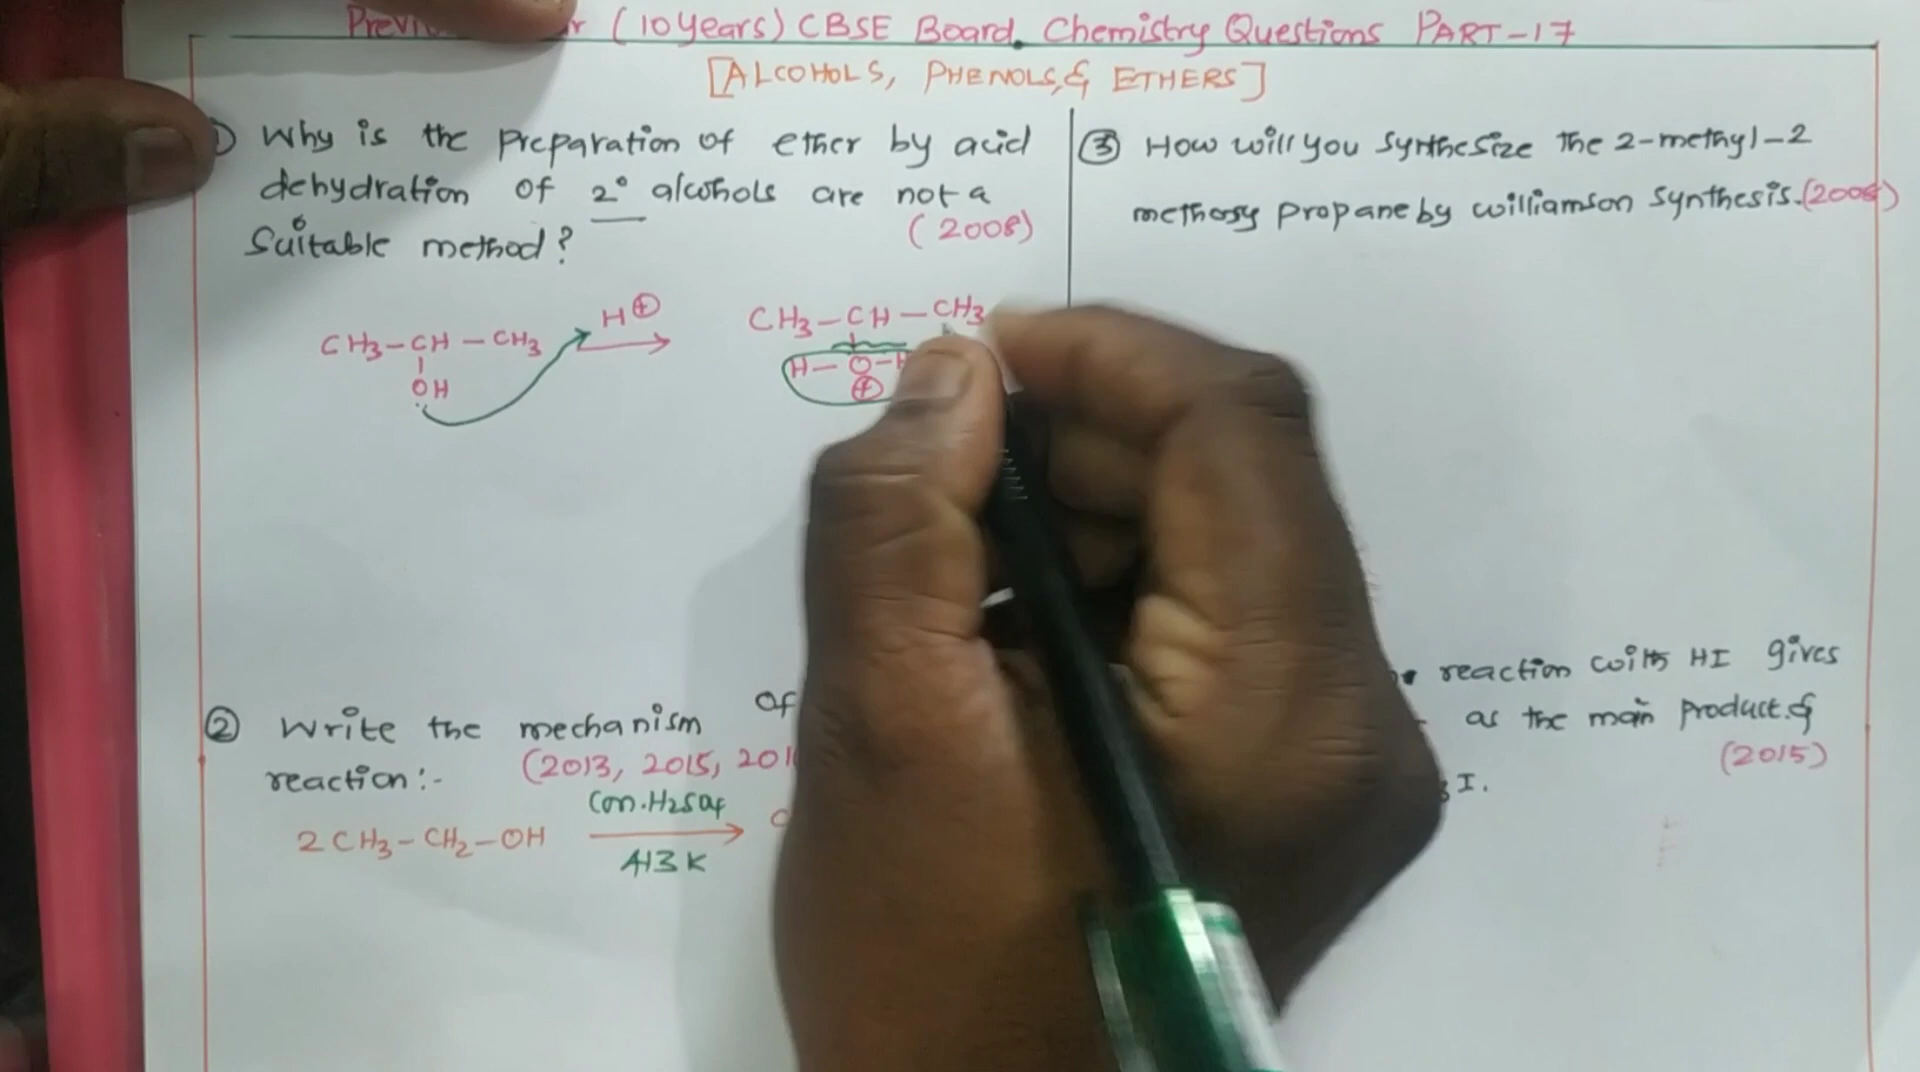 (10 years) CBSE Board Chemistry Questions PART-17
[ALCOHOLS, PHENOLS, & ETHERS]
Why is the preparation of ether by acid
dehydration of 2° alcohols are not a
suitable method?
(2008)
CH3-CH-CH3
OH
H⊕
CH3-CH-CH3
H-O-H
⊕
② Write the mechanism of
reaction:-
(2013, 2015,
2CH3-CH2-OH
Con.H2SO4
413K
③ How will you synthesize the 2-methyl-2
methoxy propane by williamson synthesis.
reaction with HI gives
as the main product.
(2015)
I.